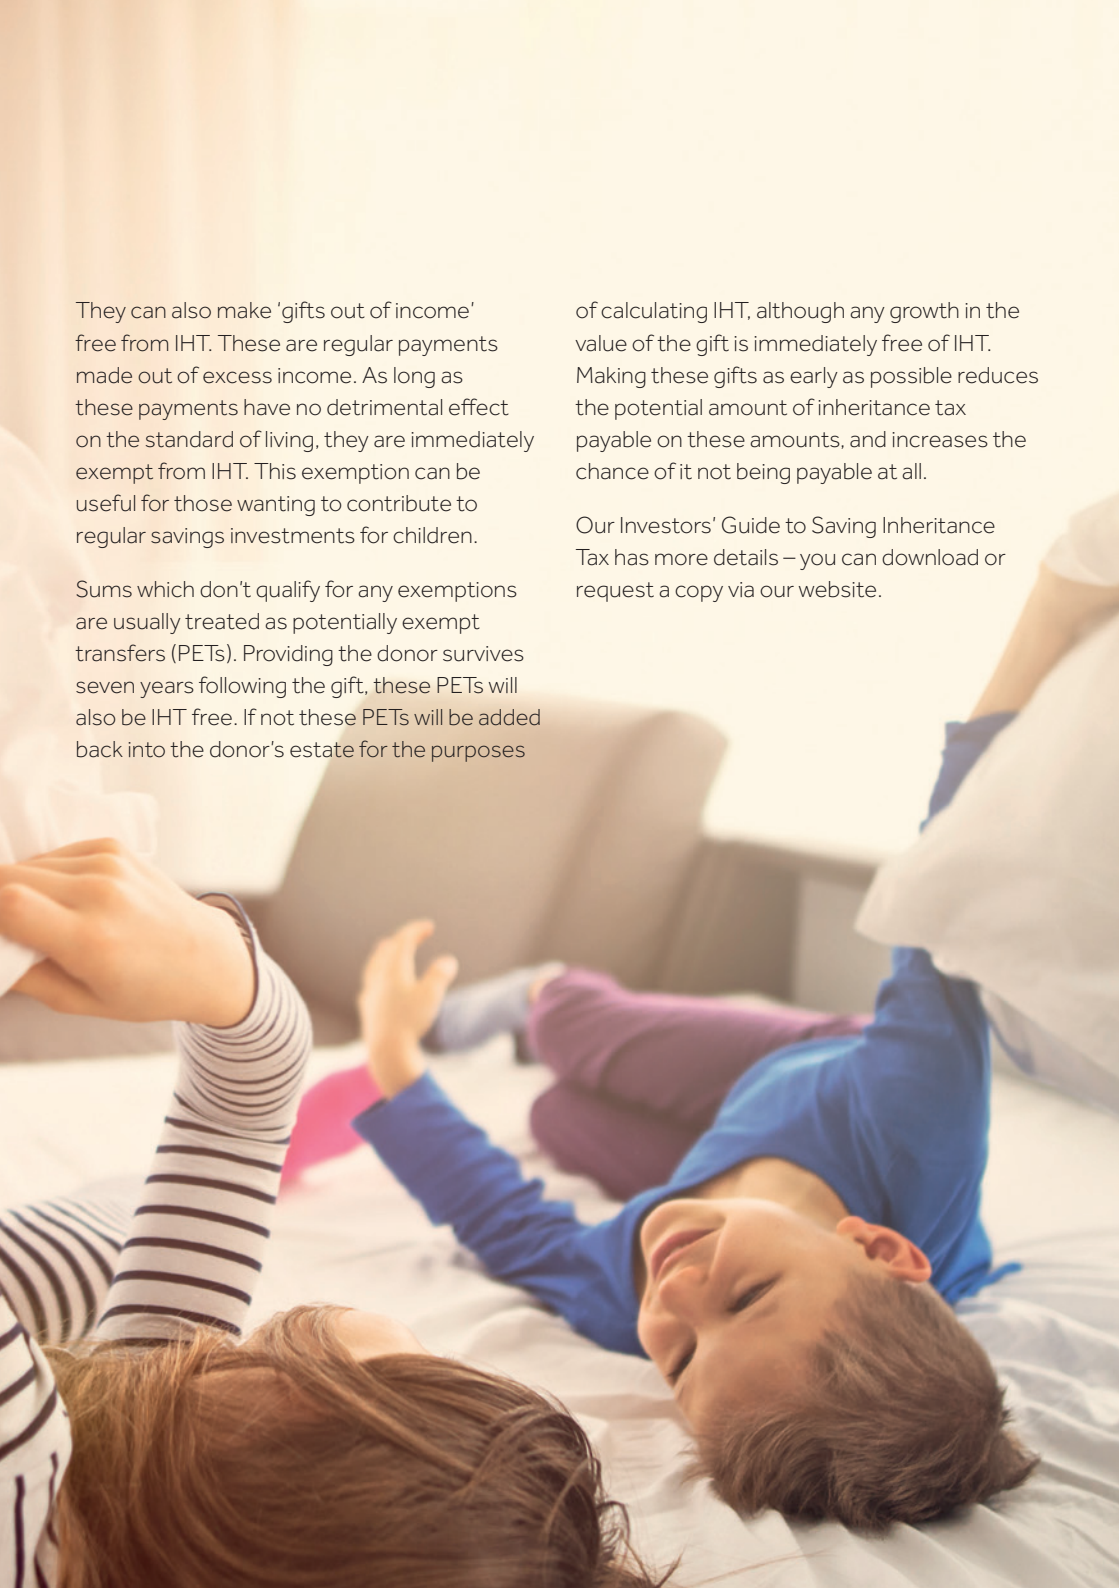 They can also make 'gifts out of income'
free from IHT. These are regular payments
made out of excess income. As long as
these payments have no detrimental effect
on the standard of living, they are immediately
exempt from IHT. This exemption can be
useful for those wanting to contribute to
regular savings investments for children.
Sums which don't qualify for any exemptions
are usually treated as potentially exempt
transfers (PETs). Providing the donor survives
seven years following the gift, these PETs will
also be IHT free. If not these PETs will be added
back into the donor's estate for the purposes
of calculating IHT, although any growth in the
value of the gift is immediately free of IHT.
Making these gifts as early as possible reduces
the potential amount of inheritance tax
payable on these amounts, and increases the
chance of it not being payable at all.
Our Investors' Guide to Saving Inheritance
Tax has more details – you can download or
request a copy via our website.